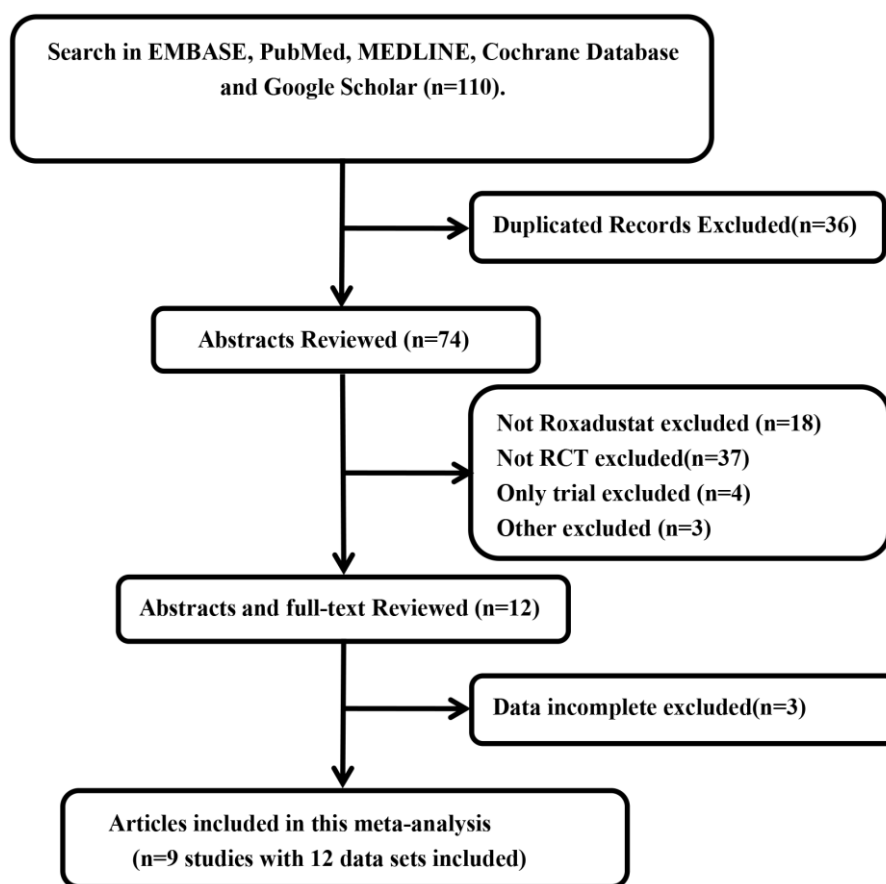 Search in EMBASE, PubMed, MEDLINE, Cochrane Database
and Google Scholar (n=110).
Duplicated Records Excluded(n=36)
Abstracts Reviewed (n=74)
Not Roxadustat excluded (n=18)
Not RCT excluded(n=37)
Only trial excluded (n=4)
Other excluded (n=3)
Abstracts and full-text Reviewed (n=12)
Data incomplete excluded(n=3)
Articles included in this meta-analysis
(n=9 studies with 12 data sets included)